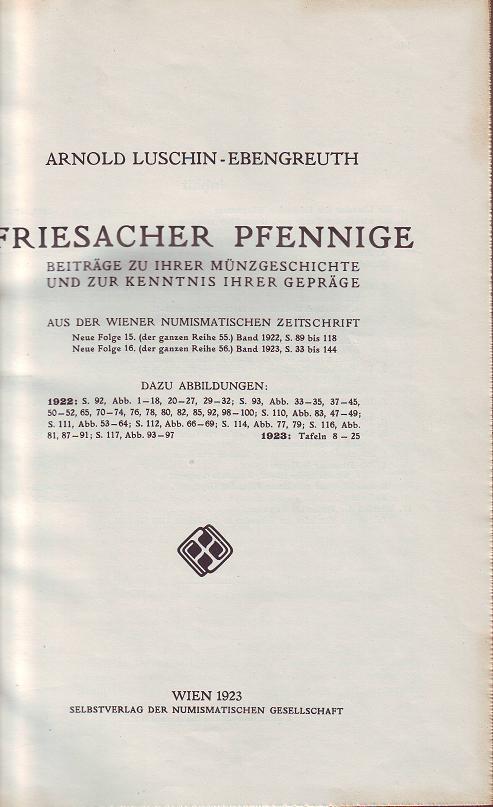 ARNOLD LUSCHIN-EBENGREUTH
FRIESACHER PFENNIGE
BEITRÄGE ZU IHRER MÜNZGESCHICHTE
UND ZUR KENNTNIS IHRER GEPRÄGE
AUS DER WIENER NUMISMATISCHEN ZEITSCHRIFT
Neue Folge 15. (der ganzen Reihe 55.) Band 1922, S. 89 bis 118
Neue Folge 16. (der ganzen Reihe 56.) Band 1923, S. 33 bis 144
DAZU ABBILDUNGEN:
1922: S. 92, Abb. 1—18, 20—27, 29—32; S. 93, Abb. 33—35, 37—45,
50—52, 65, 70—74, 76, 78, 80, 82, 85, 92, 98—100; S. 110, Abb. 83, 47—49;
S. 111, Abb. 53—64; S. 112, Abb. 66—69; S. 114, Abb. 77, 79; S. 116, Abb.
81, 87—91; S. 117, Abb. 93—97 1923: Tafeln 8 — 25
WIEN 1923
SELBSTVERLAG DER NUMISMATISCHEN GESELLSCHAFT